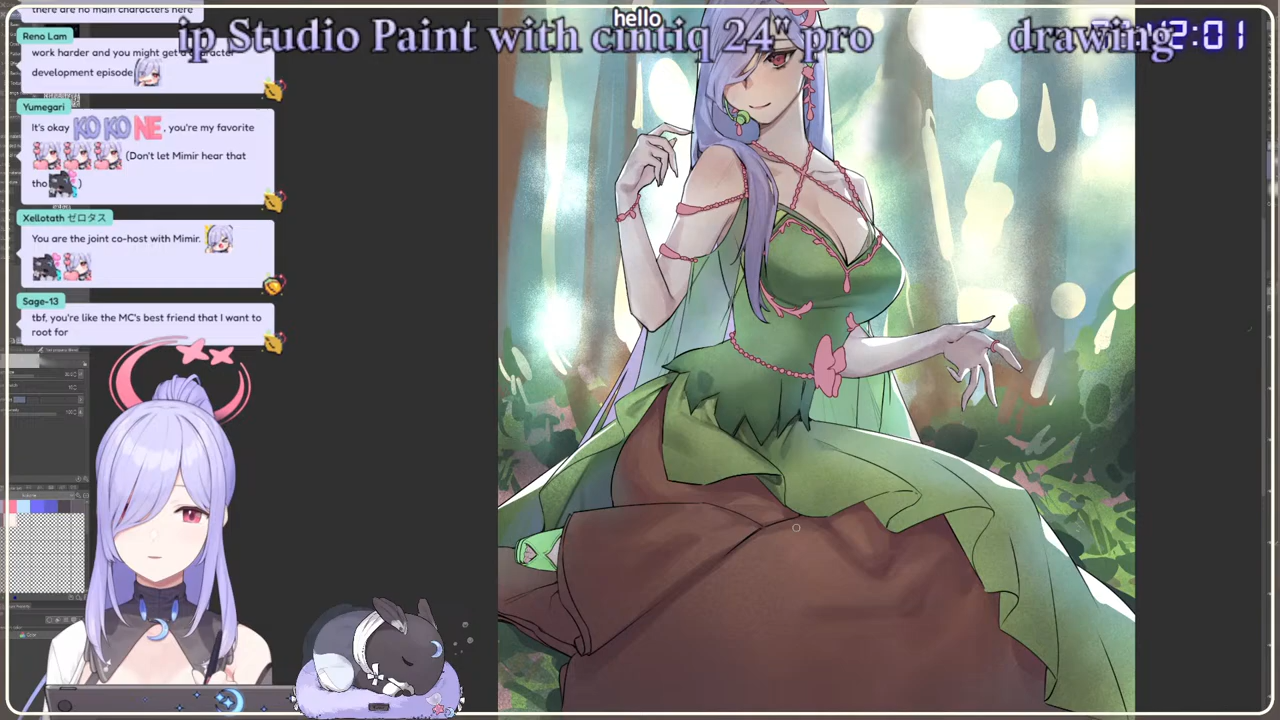 there are no main characters here
hello
ip Studio Paint with cintiq 24" pro drawing
2:01
Reno Lam
work harder and you might get a character
development episode
Yumegari
It's okay KO KO NE, you're my favorite
(Don't let Mimir hear that
tho )
Xellotath ゼロタス
You are the joint co-host with Mimir.
Sage-13
tbf, you're like the MC's best friend that I want to
root for